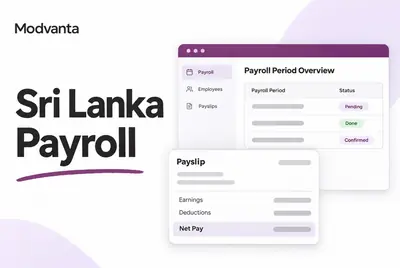 Modvanta
Sri Lanka
Payroll
Payroll
Employees
Payslips
Payroll Period Overview
Payroll Period Status
Pending
Done
Confirmed
Payslip
Earnings
Deductions
Net Pay